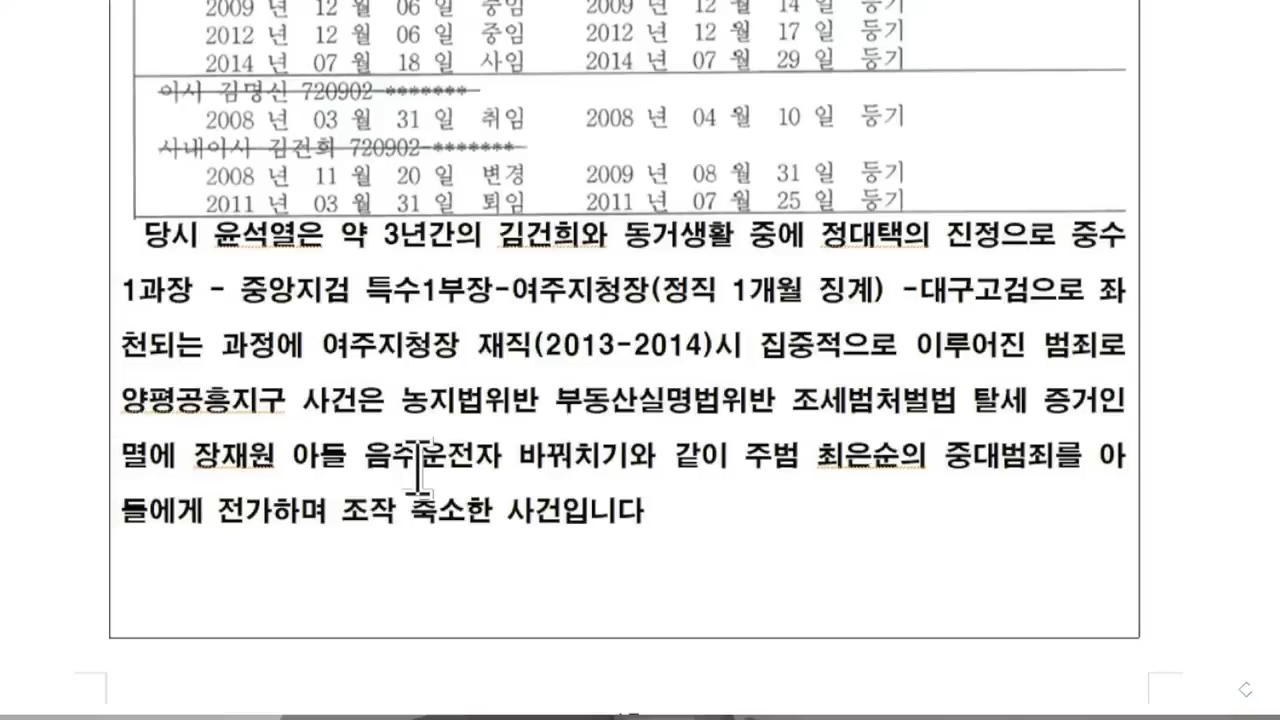 2009 년 12 월 06 일 중임 2009 년 12 월 14 일 등기
2012 년 12 월 06 일 중임 2012 년 12 월 17 일 등기
2014 년 07 월 18 일 사임 2014 년 07 월 29 일 등기
이사 김명신 720902-*******
2008 년 03 월 31 일 취임 2008 년 04 월 10 일 등기
사내이사 김건희 720902-*******
2008 년 11 월 20 일 변경 2009 년 08 월 31 일 등기
2011 년 03 월 31 일 퇴임 2011 년 07 월 25 일 등기
당시 윤석열은 약 3년간의 김건희와 동거생활 중에 정대택의 진정으로 중수
1과장 - 중앙지검 특수1부장-여주지청장(정직 1개월 징계) -대구고검으로 좌
천되는 과정에 여주지청장 재직(2013-2014)시 집중적으로 이루어진 범죄로
양평공흥지구 사건은 농지법위반 부동산실명법위반 조세범처벌법 탈세 증거인
멸에 장재원 아들 음주운전자 바꿔치기와 같이 주범 최은순의 중대범죄를 아
들에게 전가하며 조작 축소한 사건입니다